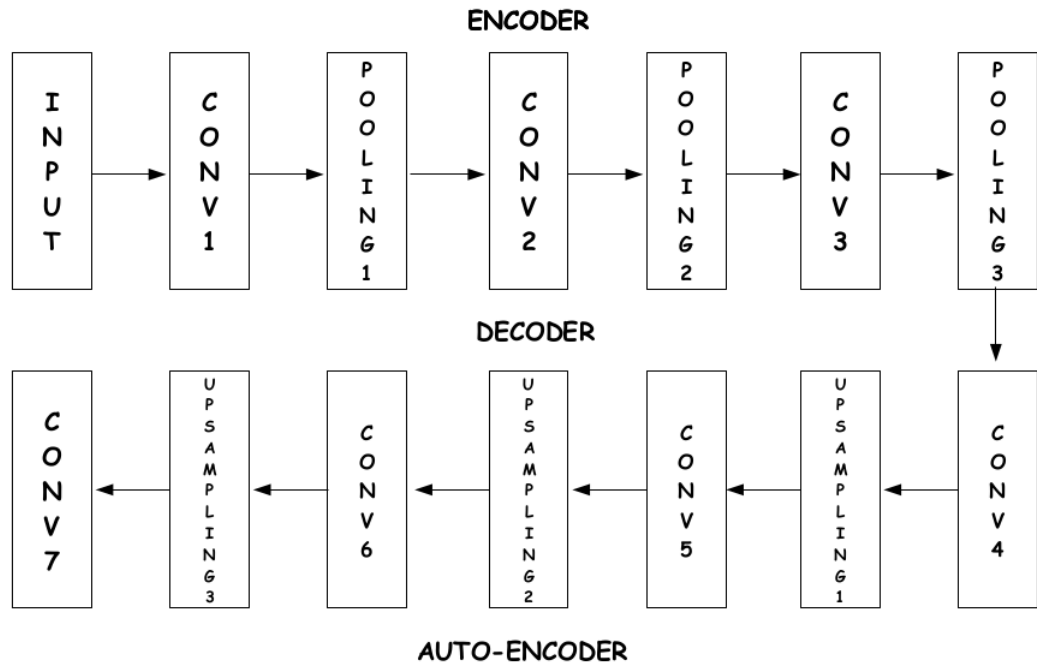 ENCODER
INPUT
CONV1
POOLING1
CONV2
POOLING2
CONV3
POOLING3
DECODER
CONV7
UPSAMPLING3
CONV6
UPSAMPLING2
CONV5
UPSAMPLING1
CONV4
AUTO-ENCODER